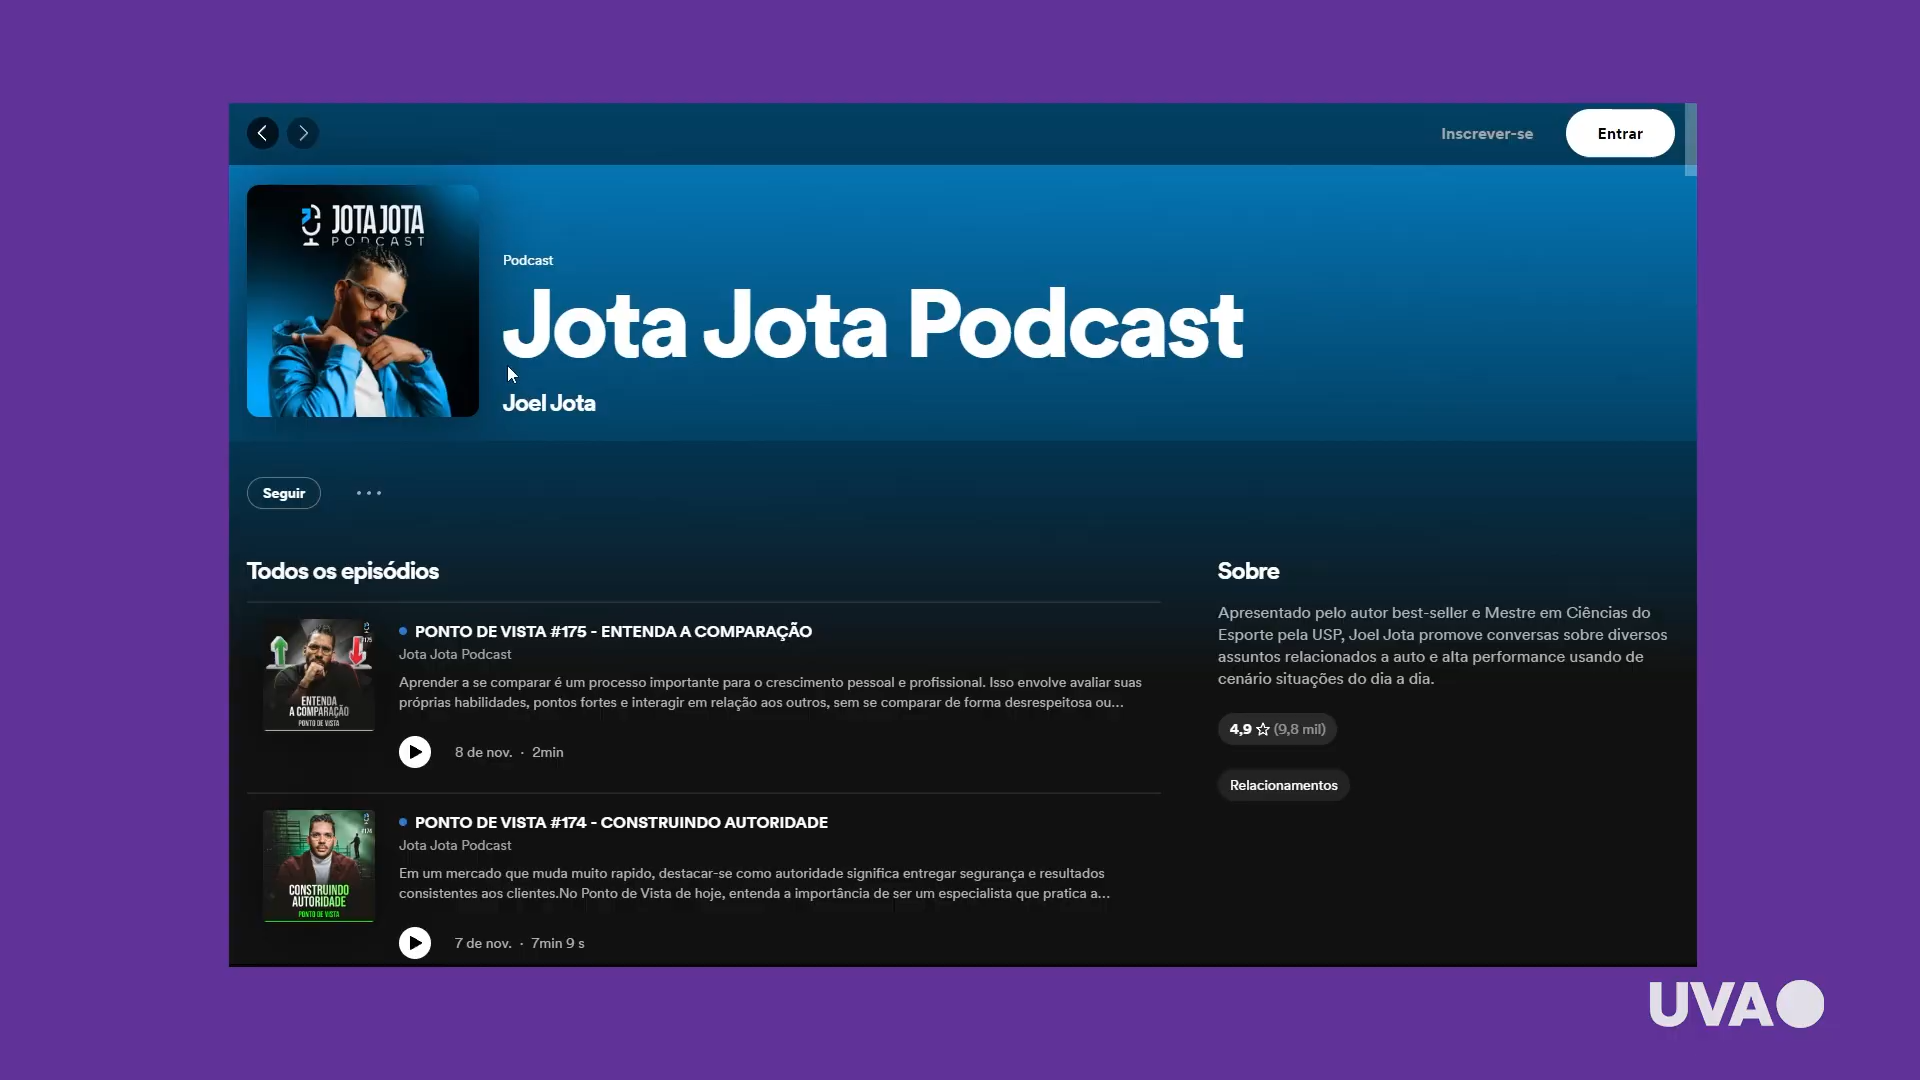 Inscrever-se
Entrar
JOTA JOTA
PODCAST
Podcast
Jota Jota Podcast
Joel Jota
Seguir
Todos os episódios
Sobre
Apresentado pelo autor best-seller e Mestre em Ciências do
Esporte pela USP, Joel Jota promove conversas sobre diversos
assuntos relacionados a auto e alta performance usando de
cenário situações do dia a dia.
4,9 ☆ (9,8 mil)
Relacionamentos
#175
ENTENDA
A COMPARAÇÃO
PONTO DE VISTA
PONTO DE VISTA #175 - ENTENDA A COMPARAÇÃO
Jota Jota Podcast
Aprender a se comparar é um processo importante para o crescimento pessoal e profissional. Isso envolve avaliar suas
próprias habilidades, pontos fortes e interagir em relação aos outros, sem se comparar de forma desrespeitosa ou...
8 de nov. · 2min
#174
CONSTRUINDO
AUTORIDADE
PONTO DE VISTA
PONTO DE VISTA #174 - CONSTRUINDO AUTORIDADE
Jota Jota Podcast
Em um mercado que muda muito rapido, destacar-se como autoridade significa entregar segurança e resultados
consistentes aos clientes.No Ponto de Vista de hoje, entenda a importância de ser um especialista que pratica a...
7 de nov. · 7min 9 s
UVA